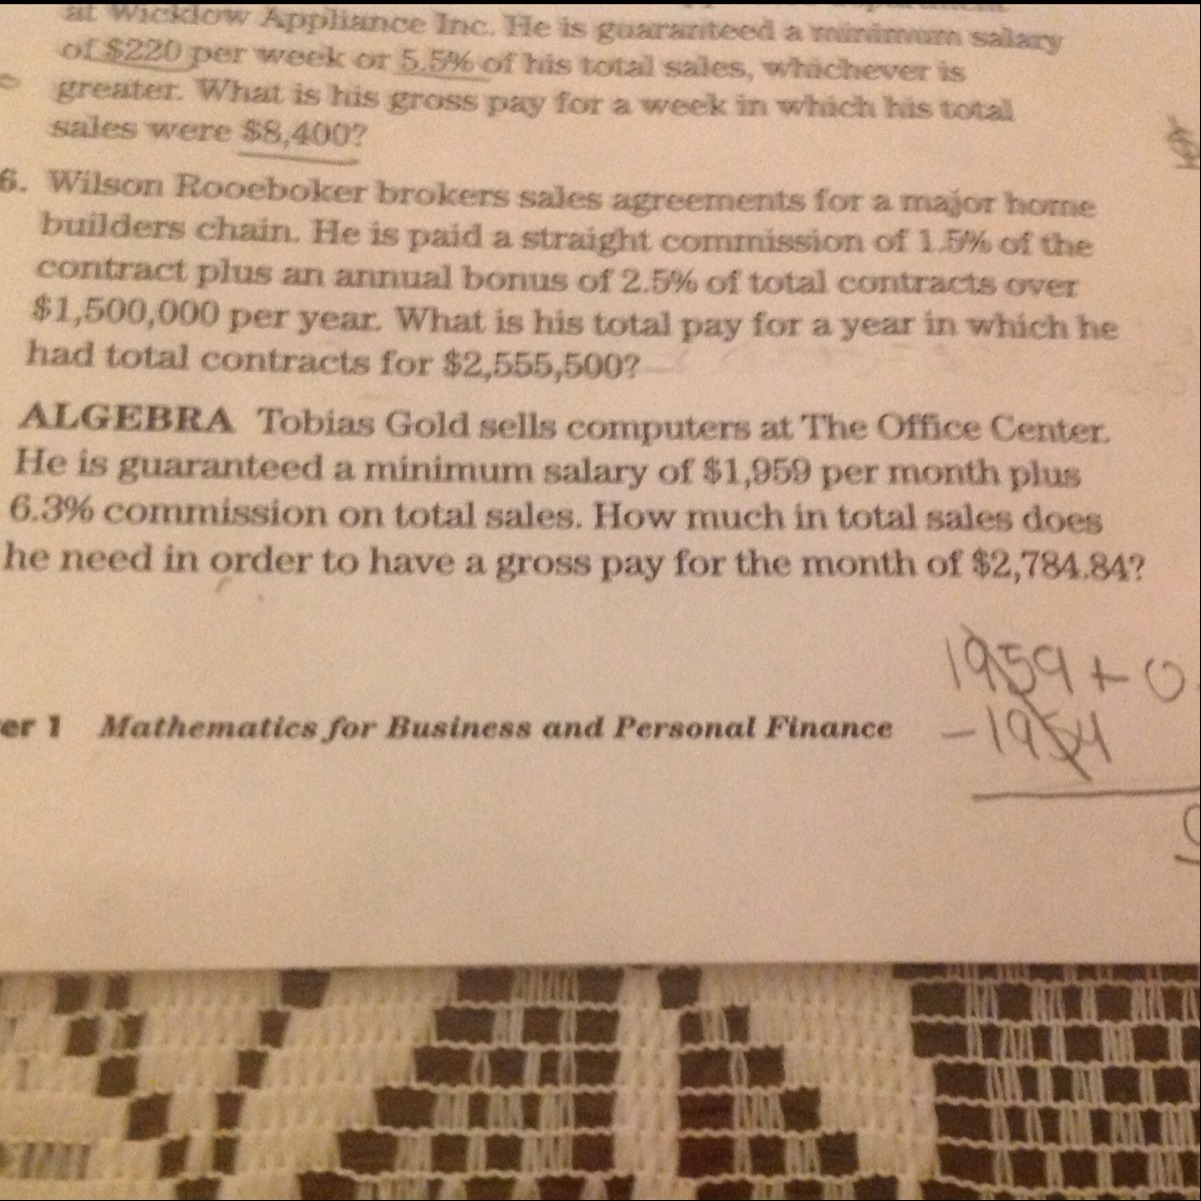 at Wicklow Appliance Inc. He is guaranteed a minimum salary
of $220 per week or 5.5% of his total sales, whichever is
greater. What is his gross pay for a week in which his total
sales were $8,400?
6. Wilson Rooeboker brokers sales agreements for a major home
builders chain. He is paid a straight commission of 1.5% of the
contract plus an annual bonus of 2.5% of total contracts over
$1,500,000 per year. What is his total pay for a year in which he
had total contracts for $2,555,500?
ALGEBRA Tobias Gold sells computers at The Office Center.
He is guaranteed a minimum salary of $1,959 per month plus
6.3% commission on total sales. How much in total sales does
he need in order to have a gross pay for the month of $2,784.84?
1959 + 0.
er 1 Mathematics for Business and Personal Finance
-1954